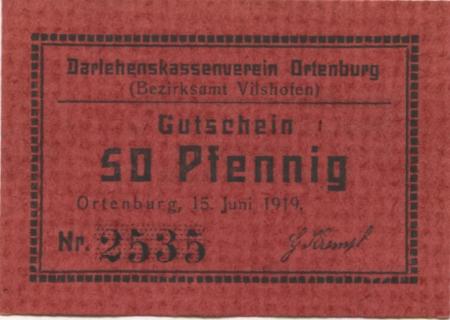 Darlehenskassenverein Ortenburg
(Bezirksamt Vilshofen)
Gutschein
50 Pfennig
Ortenburg, 15. Juni 1919.
Nr. 2535